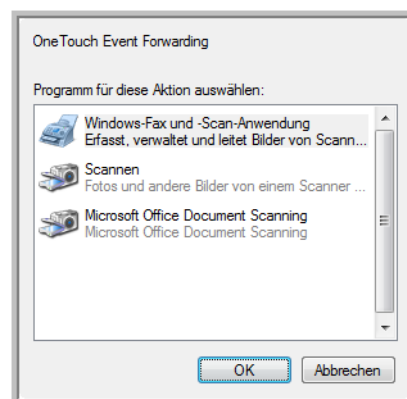 OneTouch Event Forwarding
Programm für diese Aktion auswählen:
Windows-Fax und -Scan-Anwendung
Erfasst, verwaltet und leitet Bilder von Scann...
Scannen
Fotos und andere Bilder von einem Scanner ...
Microsoft Office Document Scanning
Microsoft Office Document Scanning
OK Abbrechen